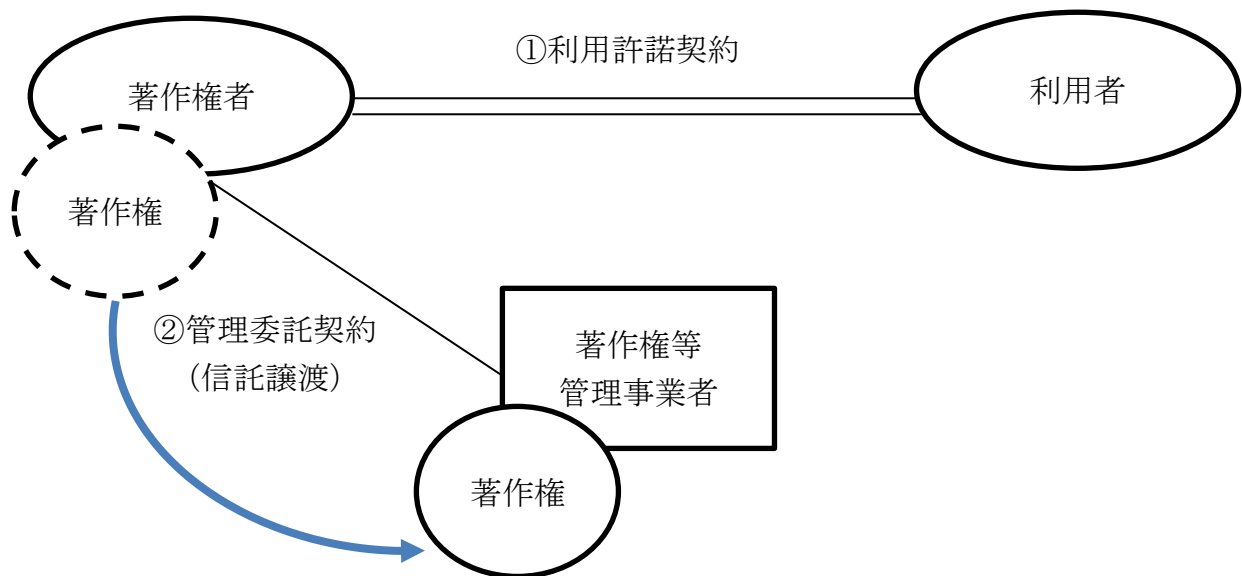 ①利用許諾契約
著作権者
利用者
著作権
②管理委託契約
（信託譲渡）
著作権等
管理事業者
著作権